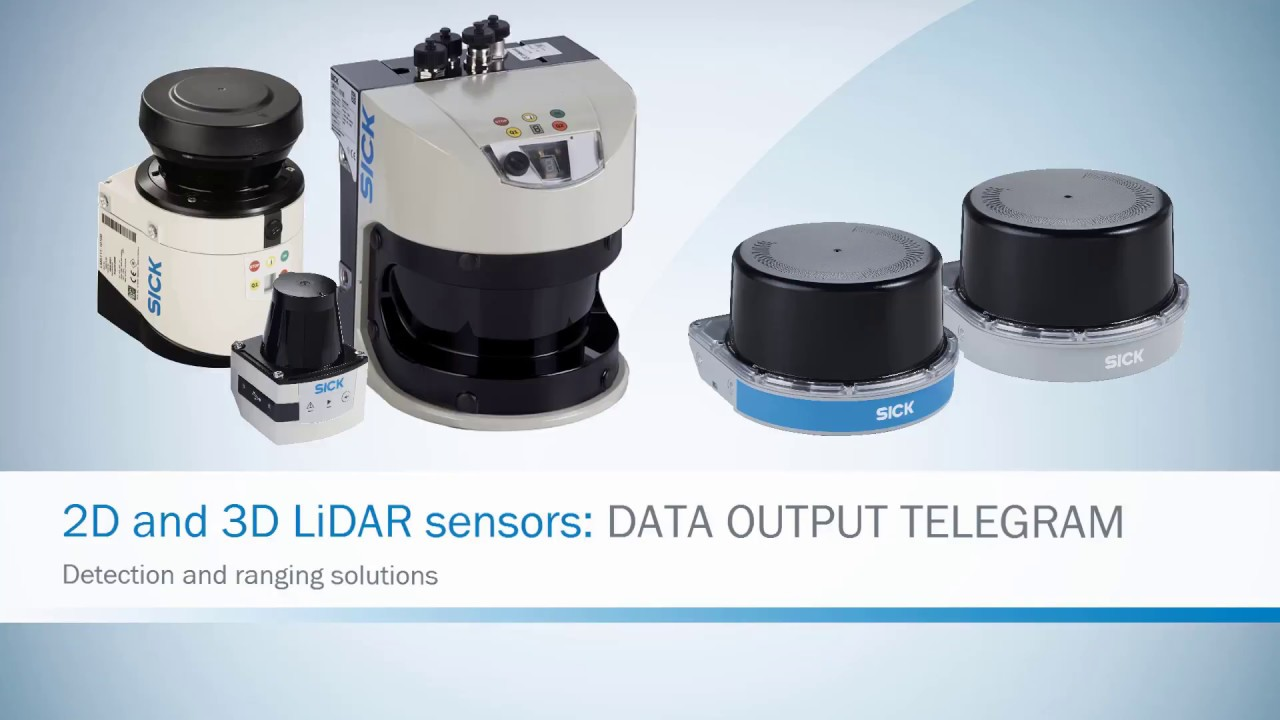 SICK
SICK
SICK
SICK
SICK
2D and 3D LiDAR sensors: DATA OUTPUT TELEGRAM
Detection and ranging solutions